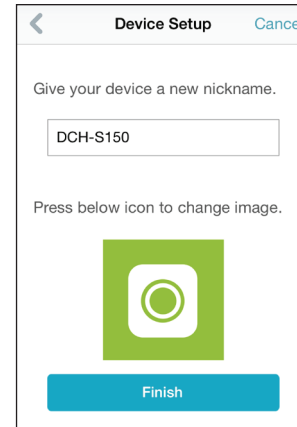 Device Setup Cance
Give your device a new nickname.
DCH-S150
Press below icon to change image.
Finish